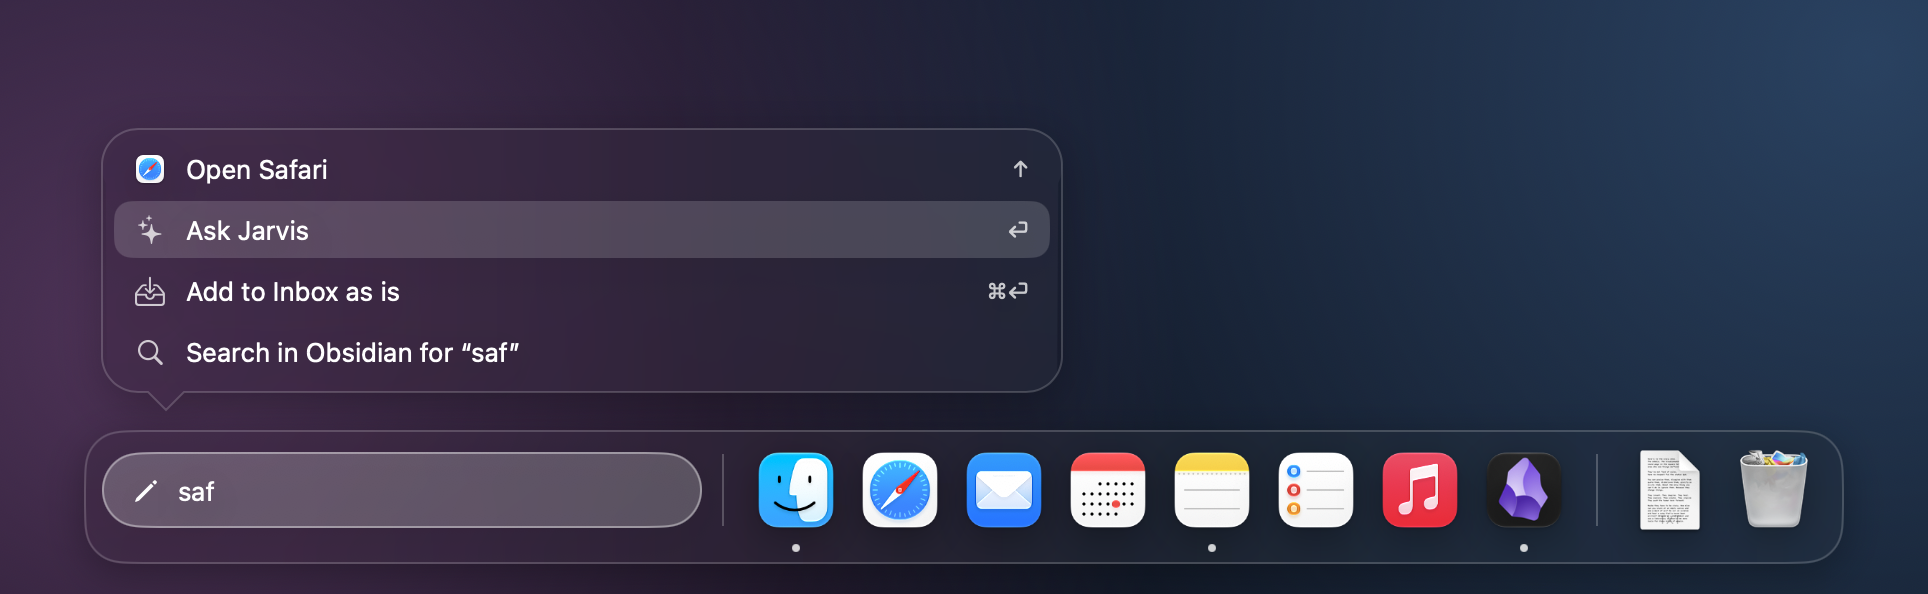 Open Safari ↑
Ask Jarvis ↩
Add to Inbox as is ⌘↩
Search in Obsidian for “saf”
saf